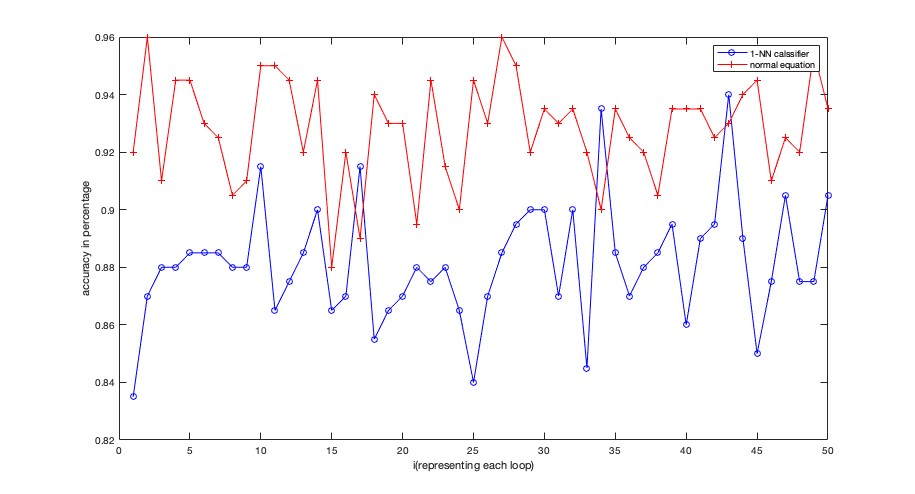 0.96
0.94
0.92
0.9
0.88
0.86
0.84
0.82
accuracy in percentage
1-NN calssifier
normal equation
0 5 10 15 20 25 30 35 40 45 50
i(representing each loop)